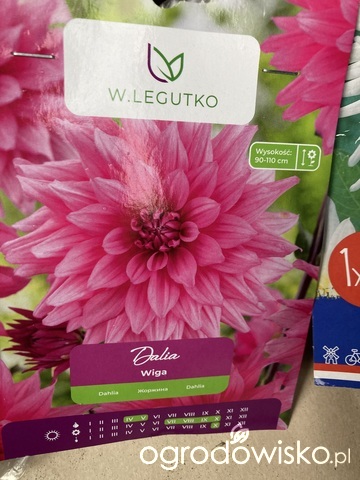 W.LEGUTKO
Wysokość:
90-110 cm
1x
Dalia
Wiga
Dahlia Жоржина Dahlia
I II III IV V VI VII VIII IX X XI XII
I II III IV V VI VII VIII IX X XI XII
ogrodowisko.pl